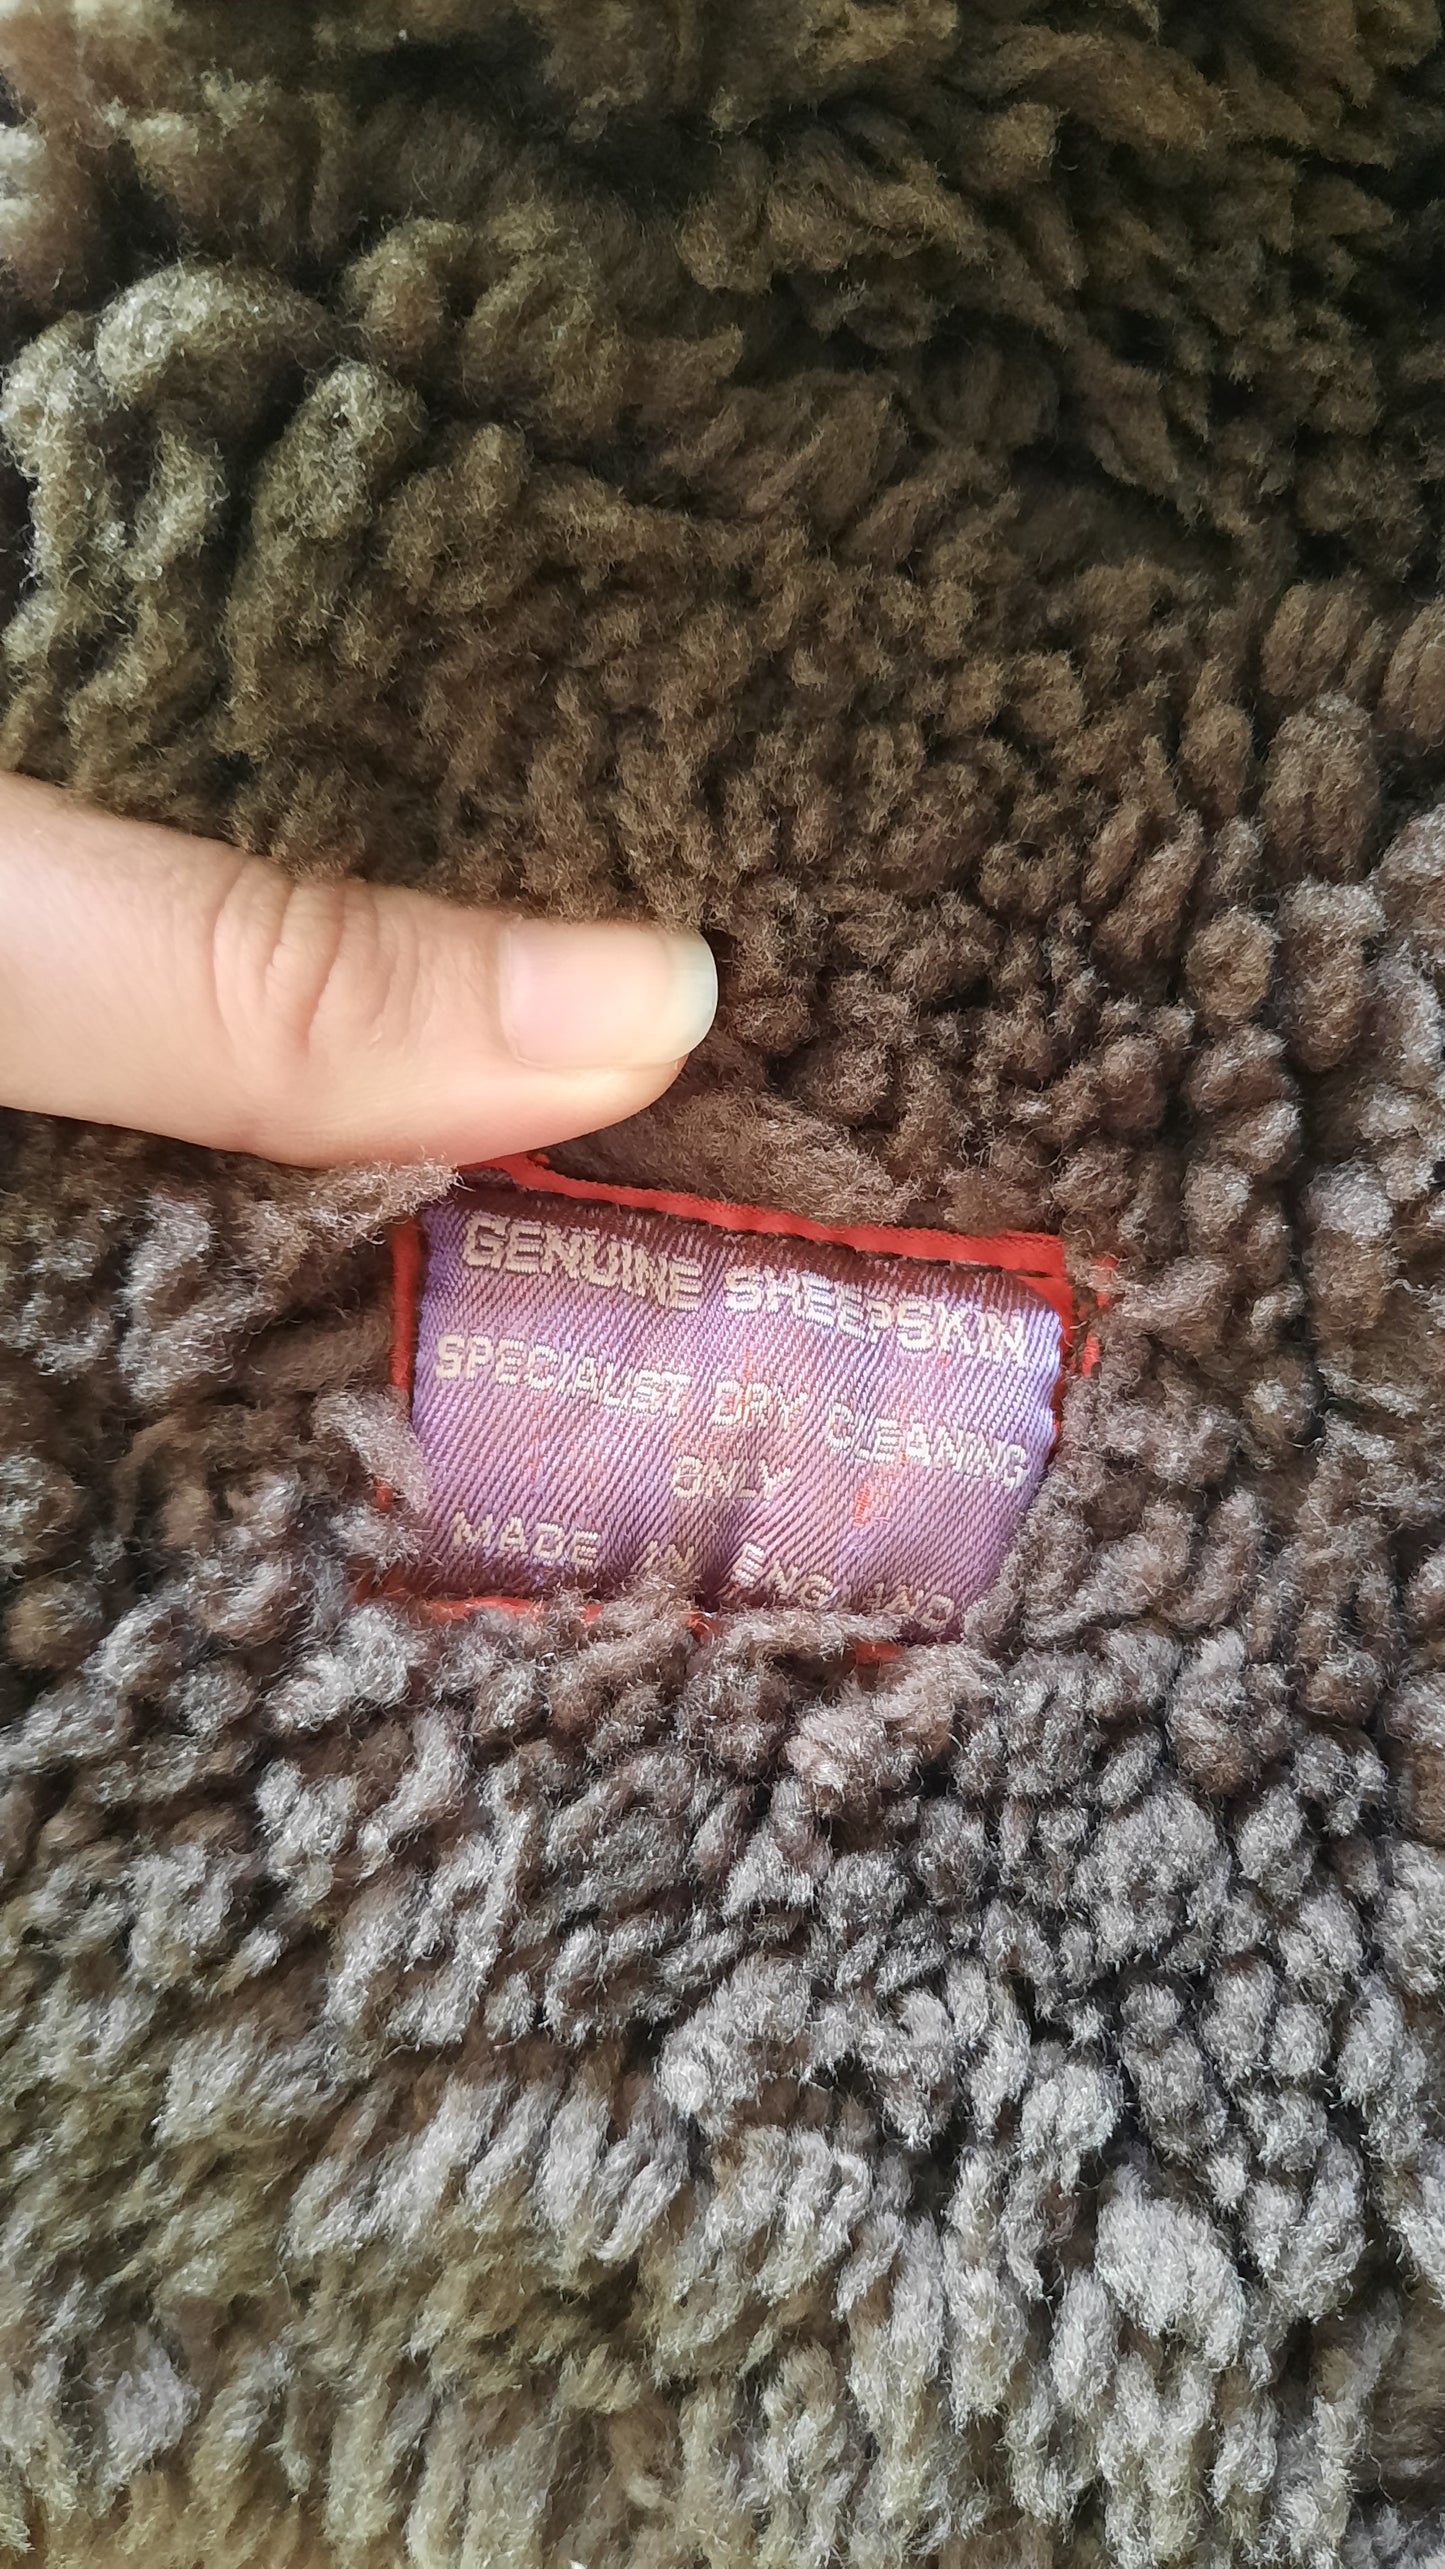 GENUINE SHEEPSKIN
SPECIALIST DRY CLEANING
ONLY
MADE IN ENGLAND